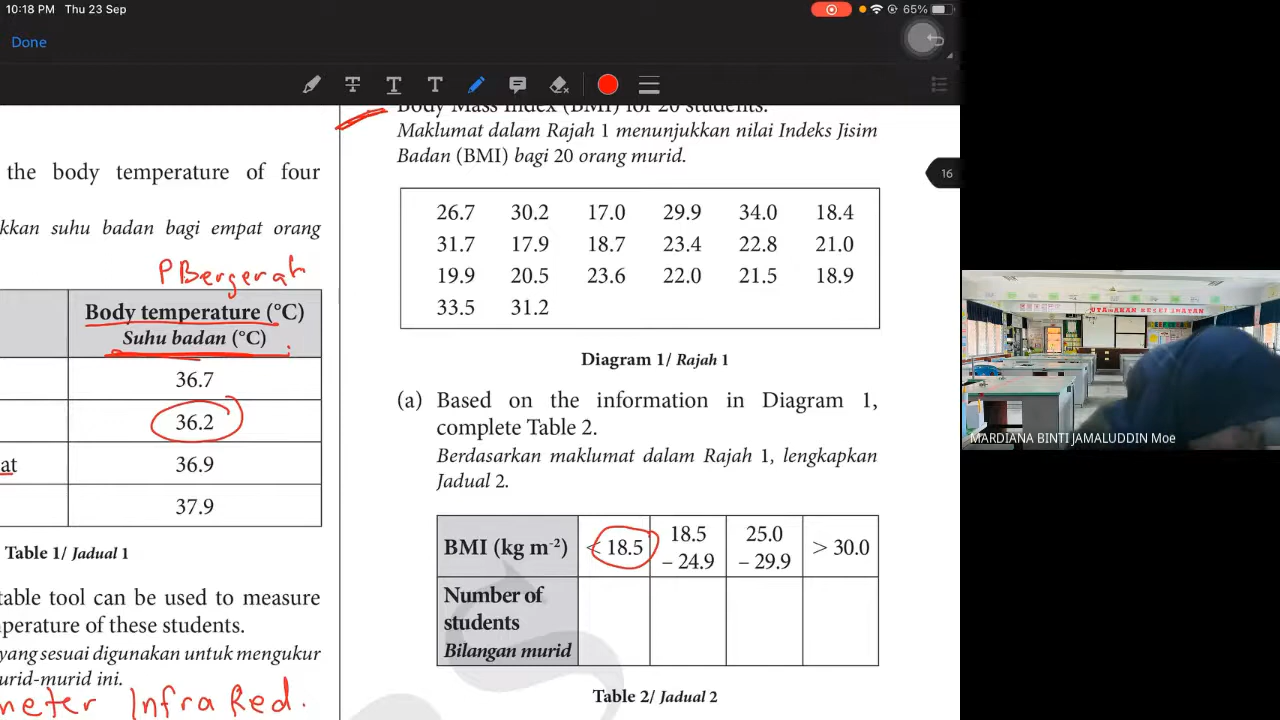 10:18 PM Thu 23 Sep
65%
Done
T T T
16
the body temperature of four
kkan suhu badan bagi empat orang
PBergerak
Body temperature (°C)
Suhu badan (°C)
36.7
36.2
at 36.9
37.9
Table 1/ Jadual 1
table tool can be used to measure
perature of these students.
yang sesuai digunakan untuk mengukur
urid-murid ini.
meter InfraRed.
Body Mass Index (BMI) for 20 students.
Maklumat dalam Rajah 1 menunjukkan nilai Indeks Jisim
Badan (BMI) bagi 20 orang murid.
26.7 30.2 17.0 29.9 34.0 18.4
31.7 17.9 18.7 23.4 22.8 21.0
19.9 20.5 23.6 22.0 21.5 18.9
33.5 31.2
Diagram 1/ Rajah 1
(a) Based on the information in Diagram 1,
complete Table 2.
Berdasarkan maklumat dalam Rajah 1, lengkapkan
Jadual 2.
BMI (kg m-2) < 18.5 18.5 – 24.9 25.0 – 29.9 > 30.0
Number of
students
Bilangan murid
Table 2/ Jadual 2
MARDIANA BINTI JAMALUDDIN Moe